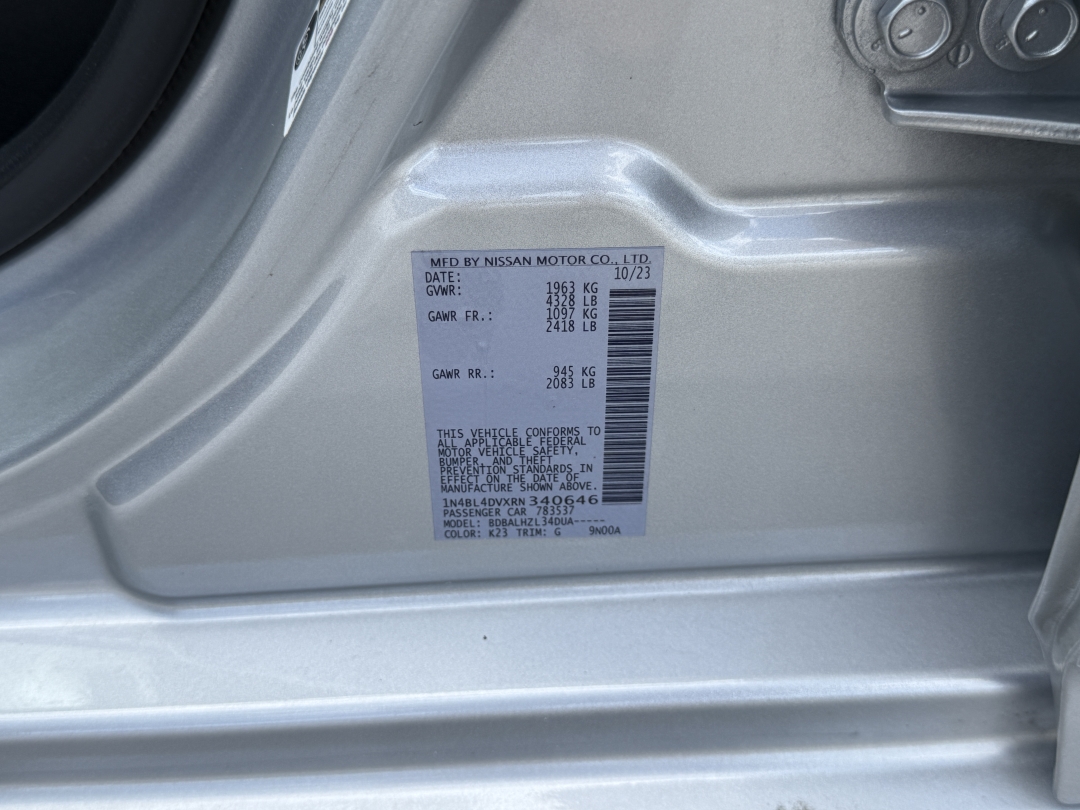 MFD BY NISSAN MOTOR CO., LTD.
DATE: 10/23
GVWR: 1963 KG
4328 LB
GAWR FR.: 1097 KG
2418 LB
GAWR RR.: 945 KG
2083 LB
THIS VEHICLE CONFORMS TO
ALL APPLICABLE FEDERAL
MOTOR VEHICLE SAFETY,
BUMPER, AND THEFT
PREVENTION STANDARDS IN
EFFECT ON THE DATE OF
MANUFACTURE SHOWN ABOVE.
1N4BL4DVXRN340646
PASSENGER CAR 783537
MODEL: BDBALHZL34DUA-----
COLOR: K23 TRIM: G 9N00A